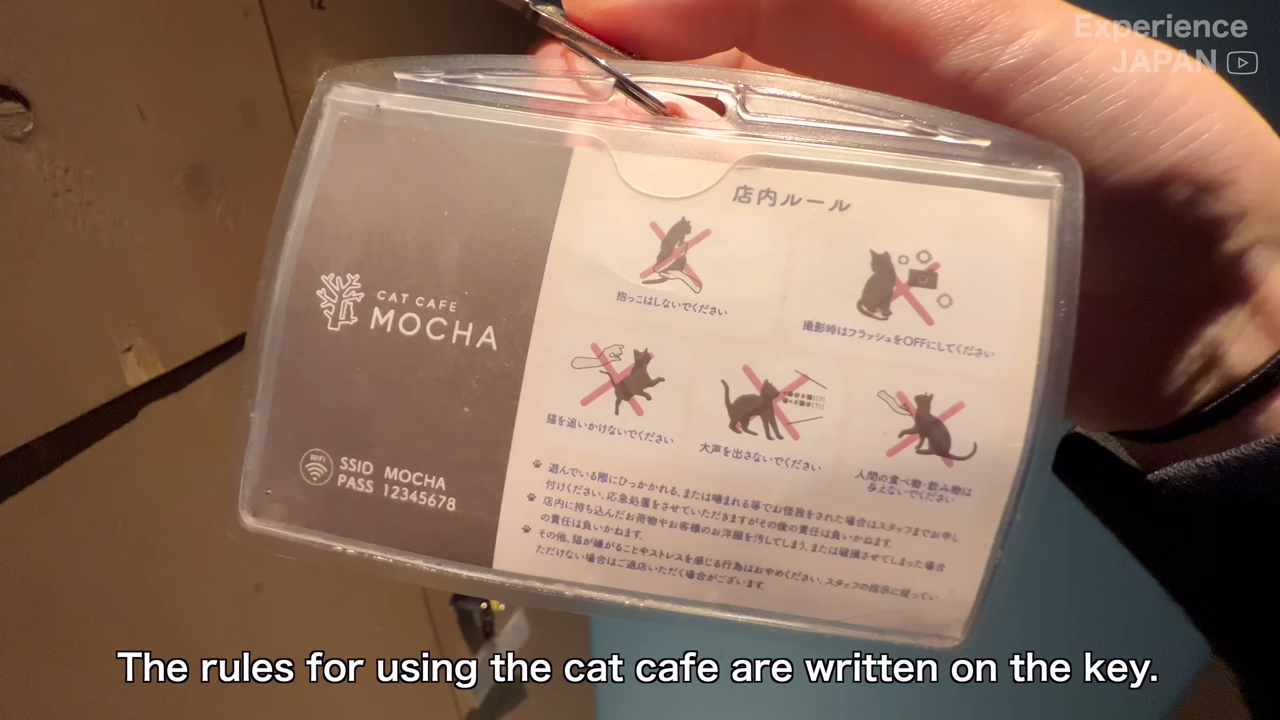 Experience
JAPAN
店内ルール
抱っこはしないでください
撮影時はフラッシュをOFFにしてください
猫を追いかけないでください
大声を出さないでください
人間の食べ物・飲み物は
与えないでください
CAT CAFE
MOCHA
WiFi
SSID MOCHA
PASS 12345678
遊んでいる際にひっかかれる、または噛まれる等でお怪我をされた場合はスタッフまでお申し
付けください。応急処置をさせていただきますがその後の責任は負いかねます。
店内に持ち込んだお荷物やお客様のお洋服を汚してしまう、または破損させてしまった場合
の責任は負いかねます。
その他、猫が嫌がることやストレスを感じる行為はおやめください。スタッフの指示に従ってい
ただけない場合はご退店いただく場合がございます。
The rules for using the cat cafe are written on the key.